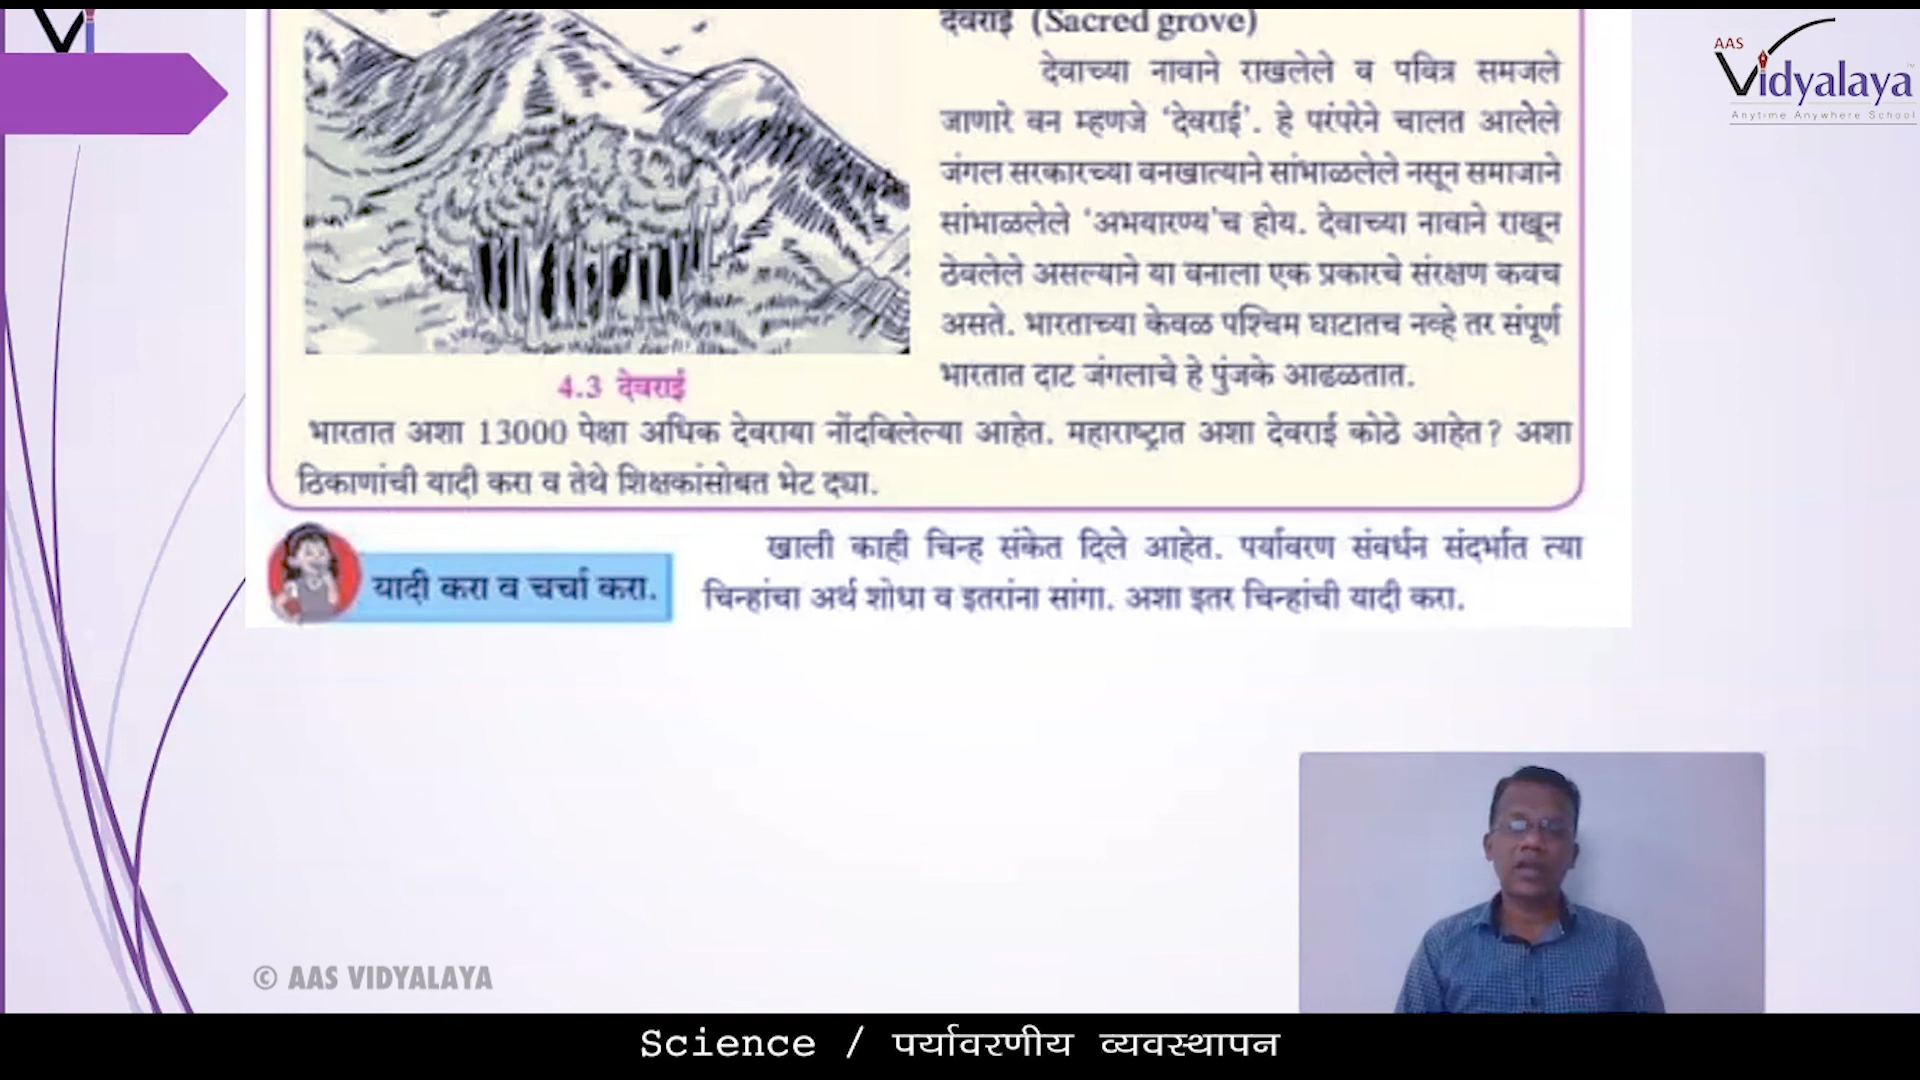 Vi
AAS
Vidyalaya
Anytime Anywhere School
देवराई (Sacred grove)
देवाच्या नावाने राखलेले व पवित्र समजले
जाणारे वन म्हणजे ‘देवराई’. हे परंपरेने चालत आलेले
जंगल सरकारच्या वनखात्याने सांभाळलेले नसून समाजाने
सांभाळलेले ‘अभयारण्य’च होय. देवाच्या नावाने राखून
ठेवलेले असल्याने या वनाला एक प्रकारचे संरक्षण कवच
असते. भारताच्या केवळ पश्चिम घाटातच नव्हे तर संपूर्ण
भारतात दाट जंगलाचे हे पुंजके आढळतात.
4.3 देवराई
भारतात अशा 13000 पेक्षा अधिक देवराया नोंदविलेल्या आहेत. महाराष्ट्रात अशा देवराई कोठे आहेत? अशा
ठिकाणांची यादी करा व तेथे शिक्षकांसोबत भेट द्या.
यादी करा व चर्चा करा.
खाली काही चिन्ह संकेत दिले आहेत. पर्यावरण संवर्धन संदर्भात त्या
चिन्हांचा अर्थ शोधा व इतरांना सांगा. अशा इतर चिन्हांची यादी करा.
© AAS VIDYALAYA
Science / पर्यावरणीय व्यवस्थापन